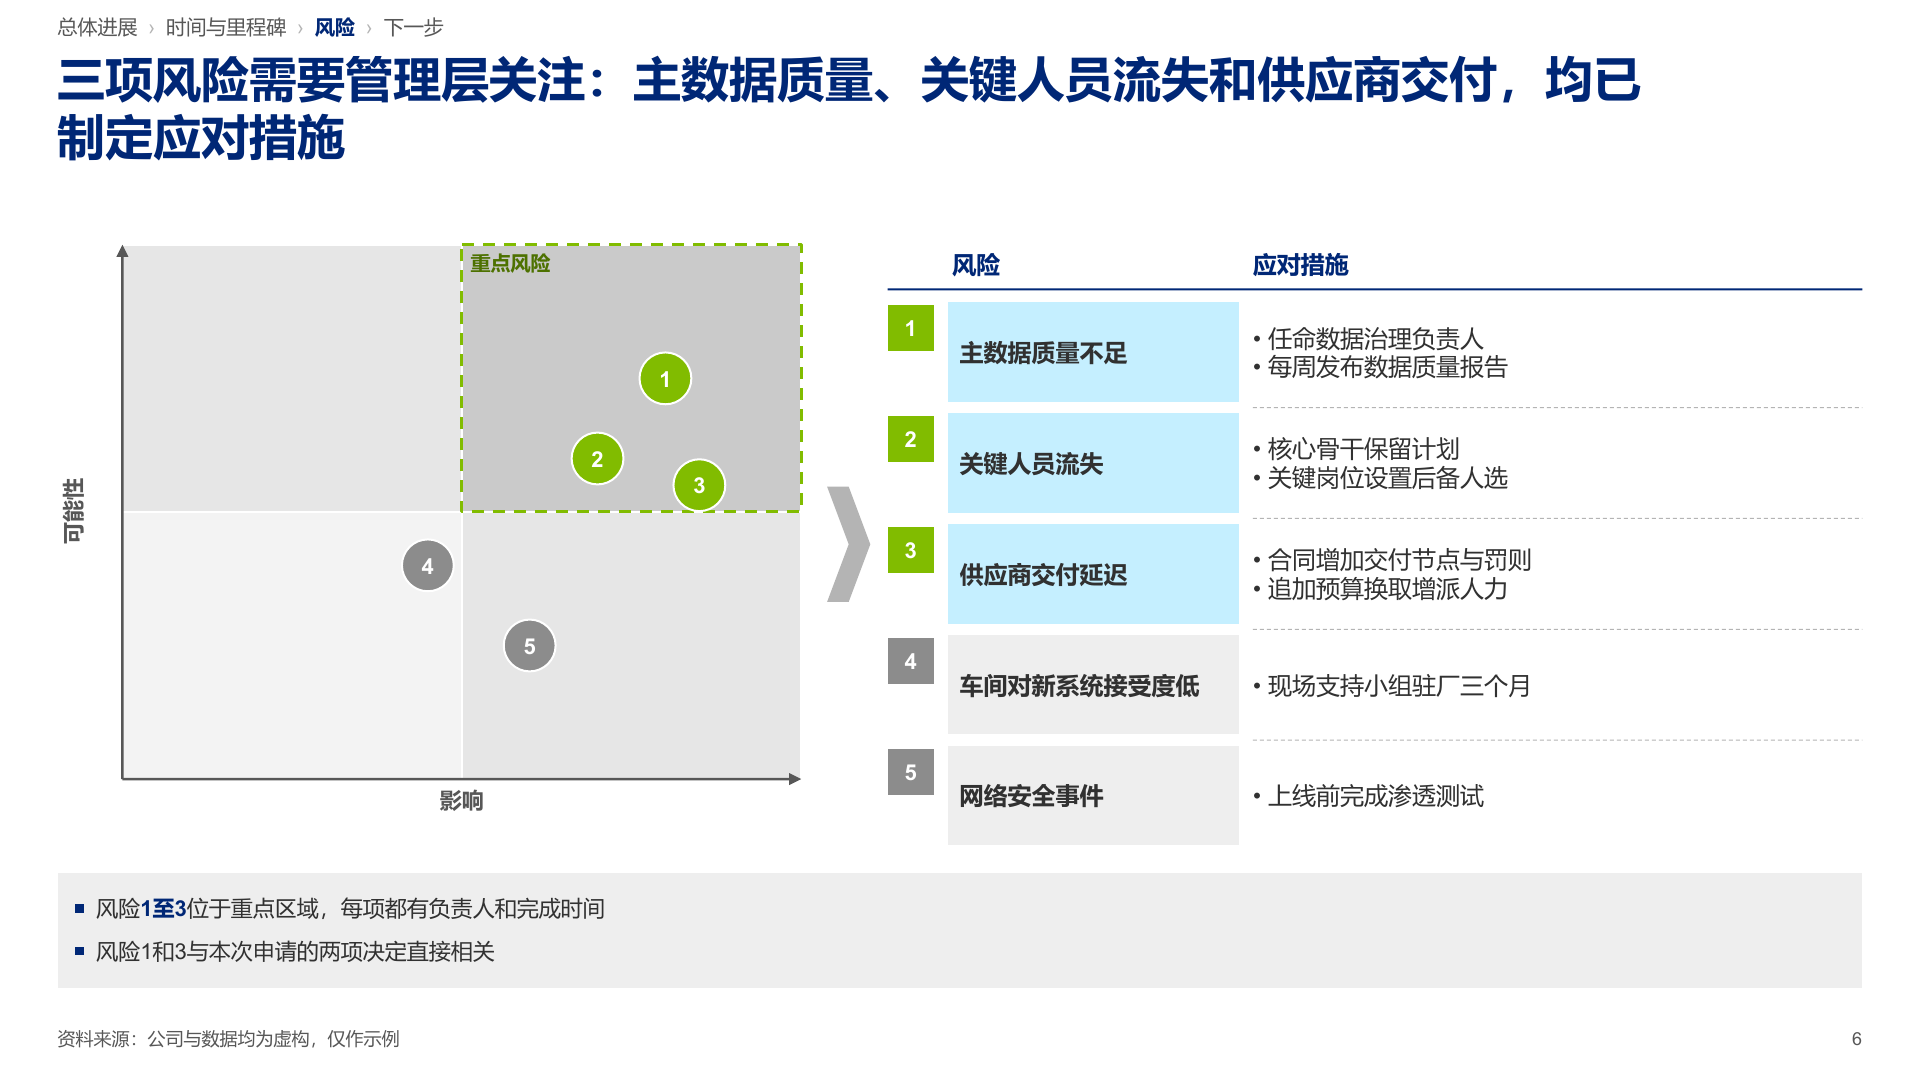 总体进展 › 时间与里程碑 › 风险 › 下一步
三项风险需要管理层关注：主数据质量、关键人员流失和供应商交付，均已
制定应对措施
可能性
重点风险
1
2
3
4
5
影响
风险 应对措施
1 主数据质量不足
• 任命数据治理负责人
• 每周发布数据质量报告
2 关键人员流失
• 核心骨干保留计划
• 关键岗位设置后备人选
3 供应商交付延迟
• 合同增加交付节点与罚则
• 追加预算换取增派人力
4 车间对新系统接受度低
• 现场支持小组驻厂三个月
5 网络安全事件
• 上线前完成渗透测试
风险1至3位于重点区域，每项都有负责人和完成时间
风险1和3与本次申请的两项决定直接相关
资料来源：公司与数据均为虚构，仅作示例
6